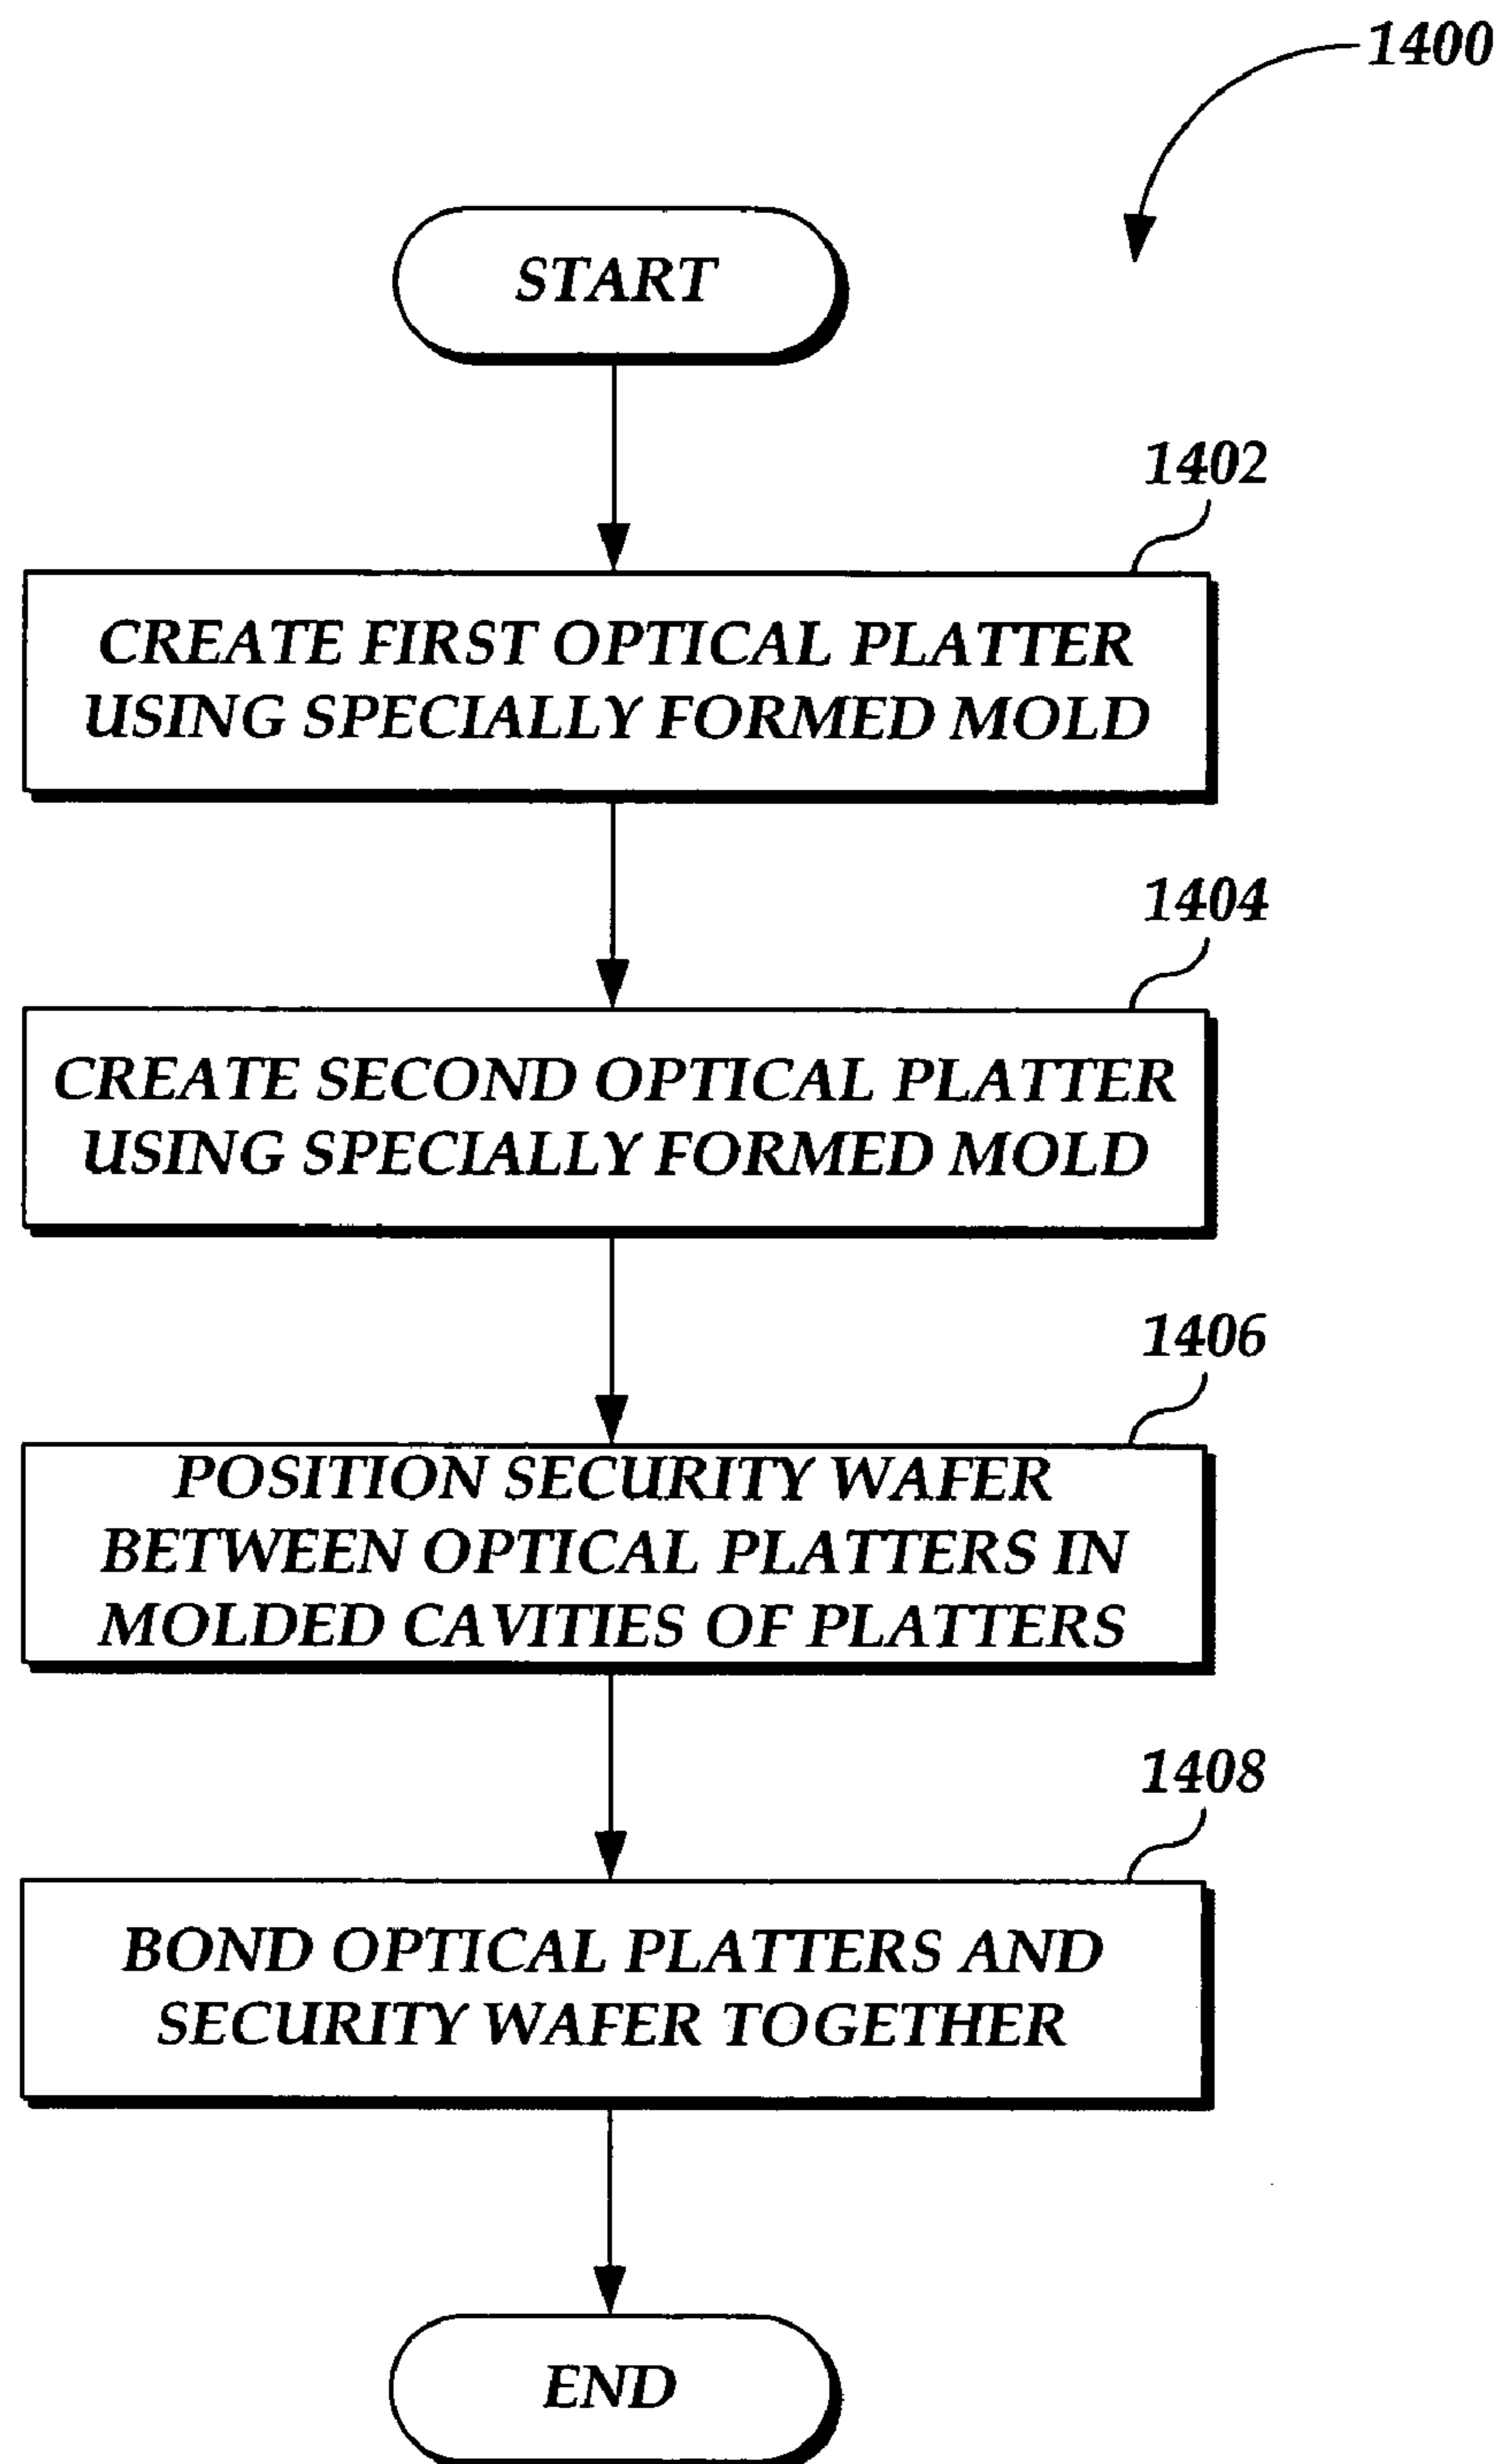 1400
START
1402
CREATE FIRST OPTICAL PLATTER
USING SPECIALLY FORMED MOLD
1404
CREATE SECOND OPTICAL PLATTER
USING SPECIALLY FORMED MOLD
1406
POSITION SECURITY WAFER
BETWEEN OPTICAL PLATTERS IN
MOLDED CAVITIES OF PLATTERS
1408
BOND OPTICAL PLATTERS AND
SECURITY WAFER TOGETHER
END